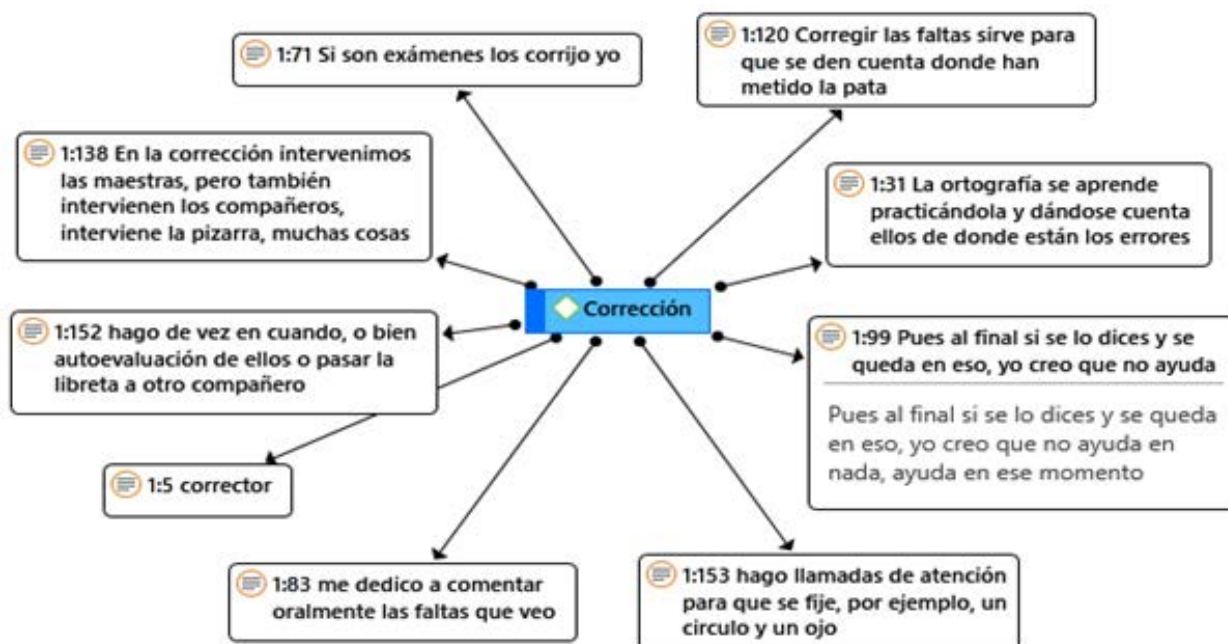 1:71 Si son exámenes los corrijo yo
1:120 Corregir las faltas sirve para
que se den cuenta donde han
metido la pata
1:138 En la corrección intervenimos
las maestras, pero también
intervienen los compañeros,
interviene la pizarra, muchas cosas
1:31 La ortografía se aprende
practicándola y dándose cuenta
ellos de donde están los errores
Corrección
1:152 hago de vez en cuando, o bien
autoevaluación de ellos o pasar la
libreta a otro compañero
1:99 Pues al final si se lo dices y se
queda en eso, yo creo que no ayuda
Pues al final si se lo dices y se queda
en eso, yo creo que no ayuda en
nada, ayuda en ese momento
1:5 corrector
1:83 me dedico a comentar
oralmente las faltas que veo
1:153 hago llamadas de atención
para que se fije, por ejemplo, un
circulo y un ojo